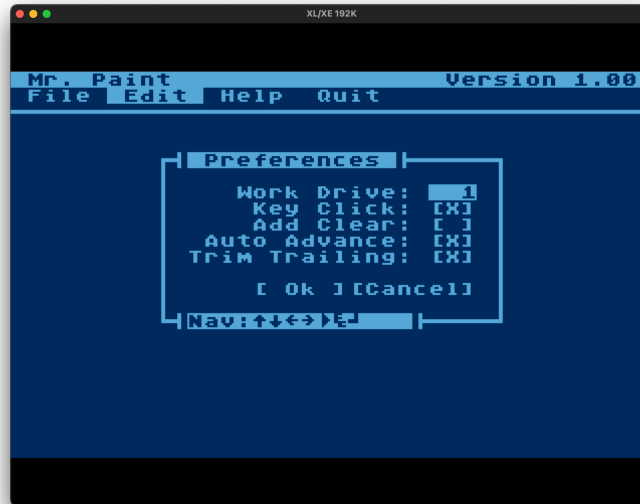 XL/XE 192K
Mr. Paint Version 1.00
File Edit Help Quit
Preferences
Work Drive: 1
Key Click: [X]
Add Clear: [ ]
Auto Advance: [X]
Trim Trailing: [X]
[ Ok ] [Cancel]
Nav:↑↓←→